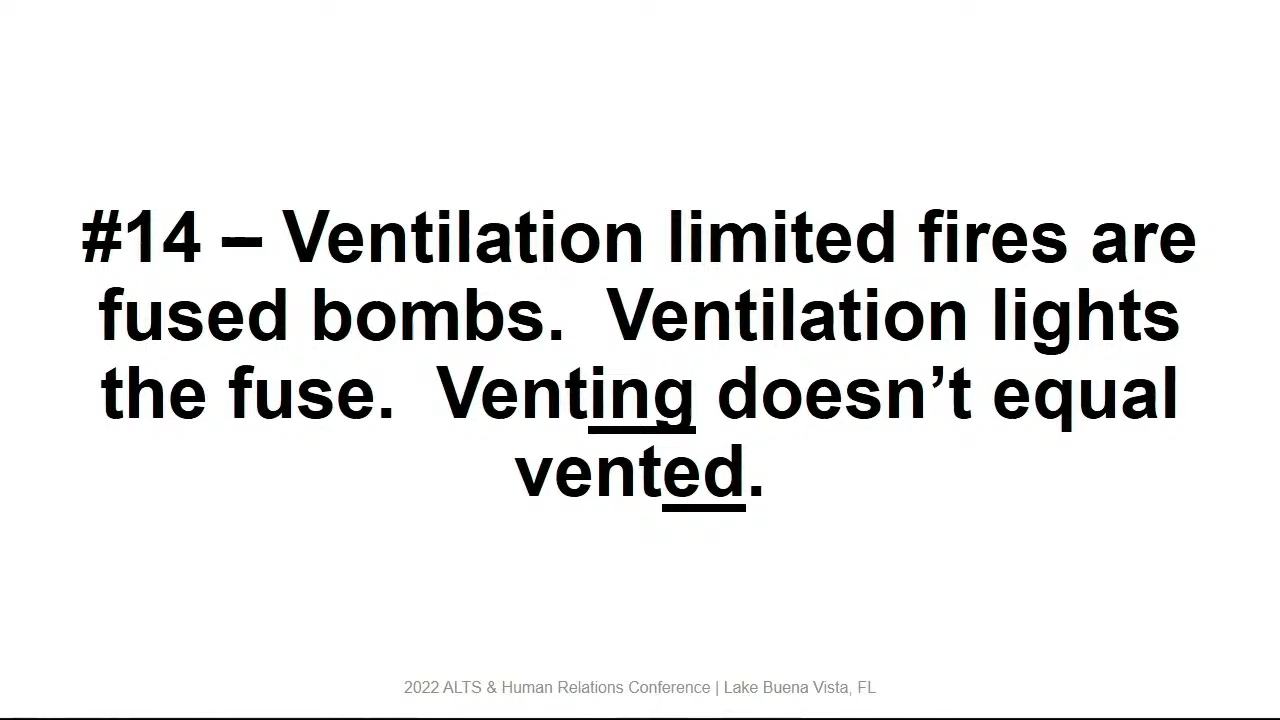 #14 – Ventilation limited fires are
fused bombs.  Ventilation lights
the fuse.  Venting doesn’t equal
vented.
2022 ALTS & Human Relations Conference | Lake Buena Vista, FL